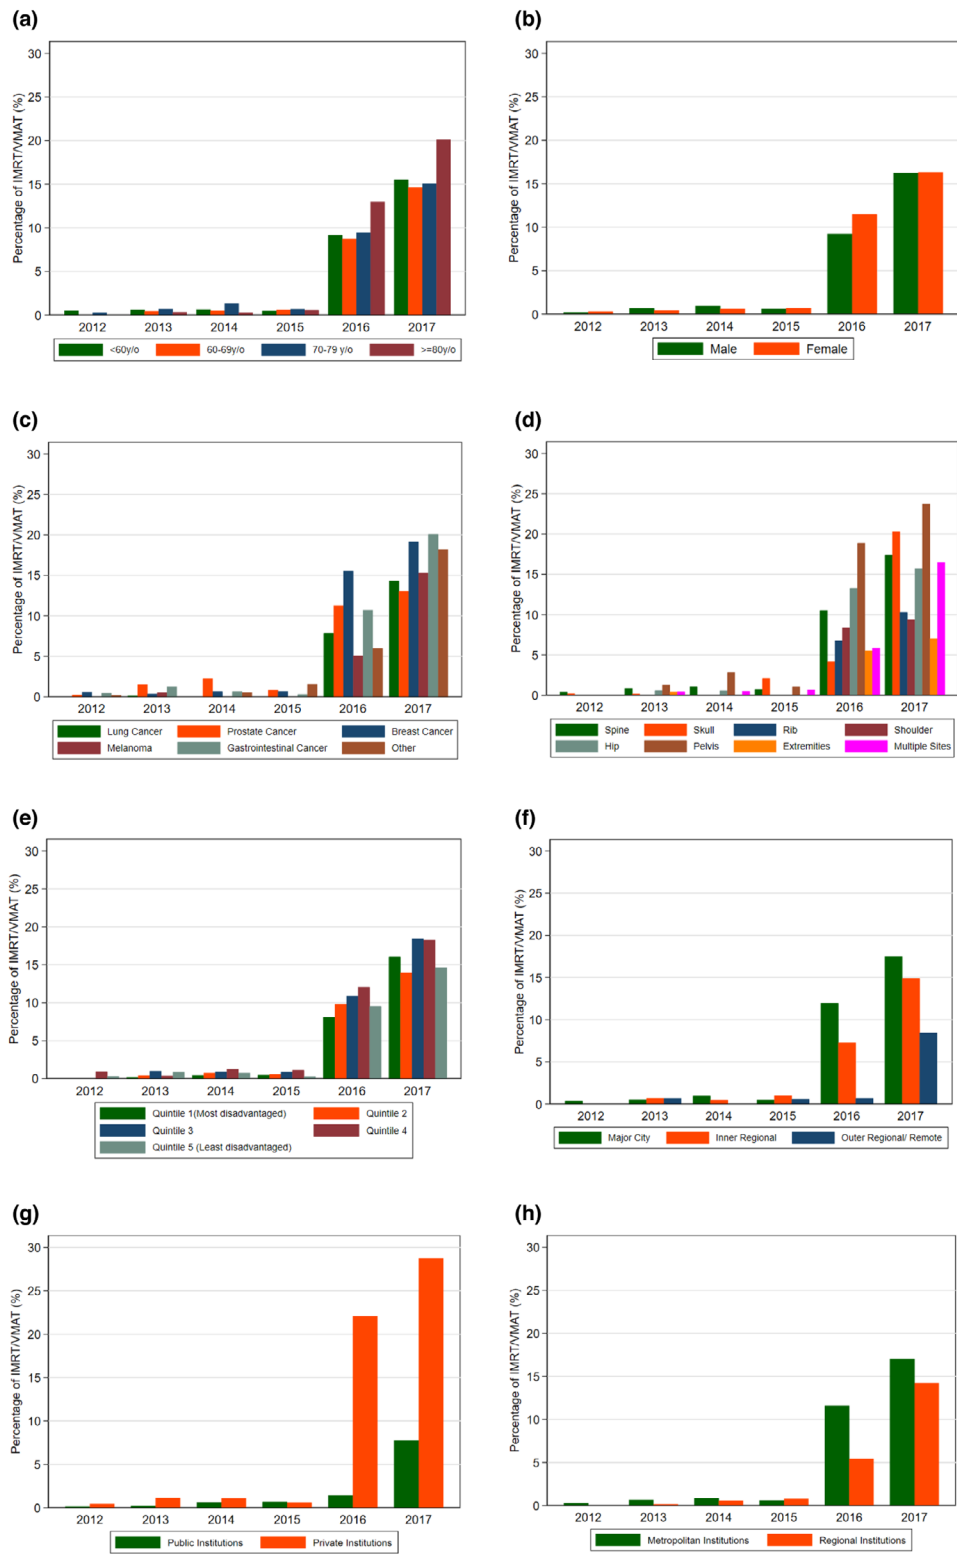 (a)
Percentage of IMRT/VMAT (%)
30
25
20
15
10
5
0
2012 2013 2014 2015 2016 2017
<60y/o 60-69y/o 70-79 y/o >=80y/o
(b)
Percentage of IMRT/VMAT (%)
30
25
20
15
10
5
0
2012 2013 2014 2015 2016 2017
Male Female
(c)
Percentage of IMRT/VMAT (%)
30
25
20
15
10
5
0
2012 2013 2014 2015 2016 2017
Lung Cancer Prostate Cancer Breast Cancer
Melanoma Gastrointestinal Cancer Other
(d)
Percentage of IMRT/VMAT (%)
30
25
20
15
10
5
0
2012 2013 2014 2015 2016 2017
Spine Skull Rib Shoulder
Hip Pelvis Extremities Multiple Sites
(e)
Percentage of IMRT/VMAT (%)
30
25
20
15
10
5
0
2012 2013 2014 2015 2016 2017
Quintile 1(Most disadvantaged) Quintile 2
Quintile 3 Quintile 4
Quintile 5 (Least disadvantaged)
(f)
Percentage of IMRT/VMAT (%)
30
25
20
15
10
5
0
2012 2013 2014 2015 2016 2017
Major City Inner Regional Outer Regional/ Remote
(g)
Percentage of IMRT/VMAT (%)
30
25
20
15
10
5
0
2012 2013 2014 2015 2016 2017
Public Institutions Private Institutions
(h)
Percentage of IMRT/VMAT (%)
30
25
20
15
10
5
0
2012 2013 2014 2015 2016 2017
Metropolitan Institutions Regional Institutions